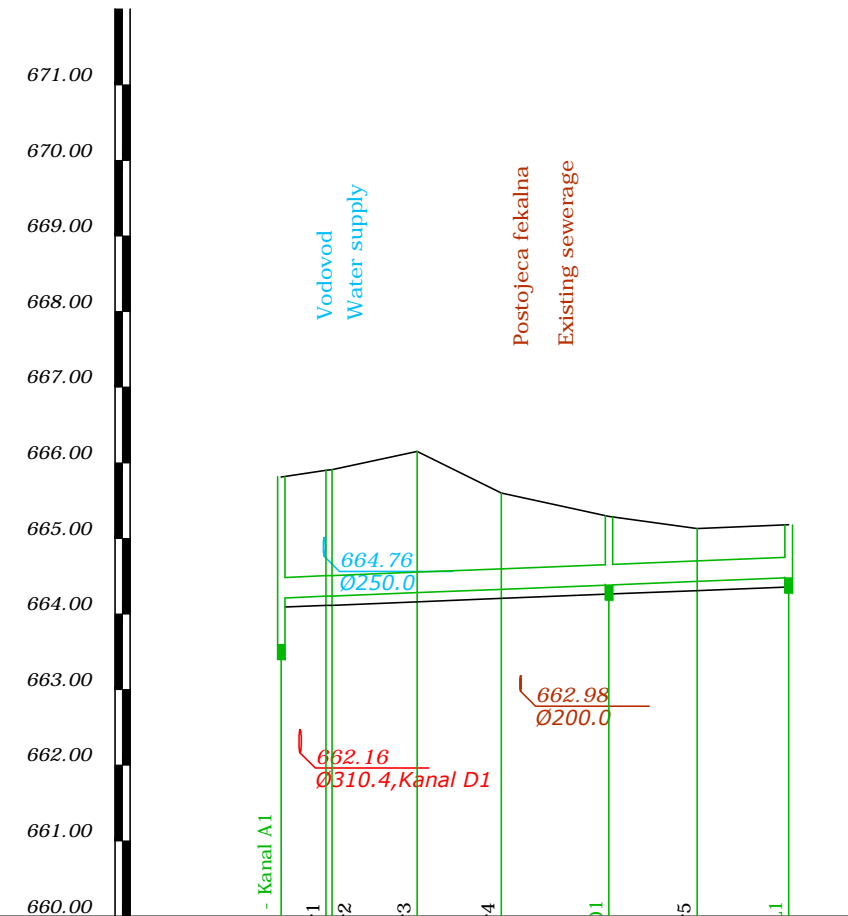 671.00
670.00
669.00
668.00
667.00
666.00
665.00
664.00
663.00
662.00
661.00
660.00
Vodovod
Water supply
Postojeca fekalna
Existing sewerage
664.76
Ø250.0
662.98
Ø200.0
662.16
Ø310.4,Kanal D1
- Kanal A1